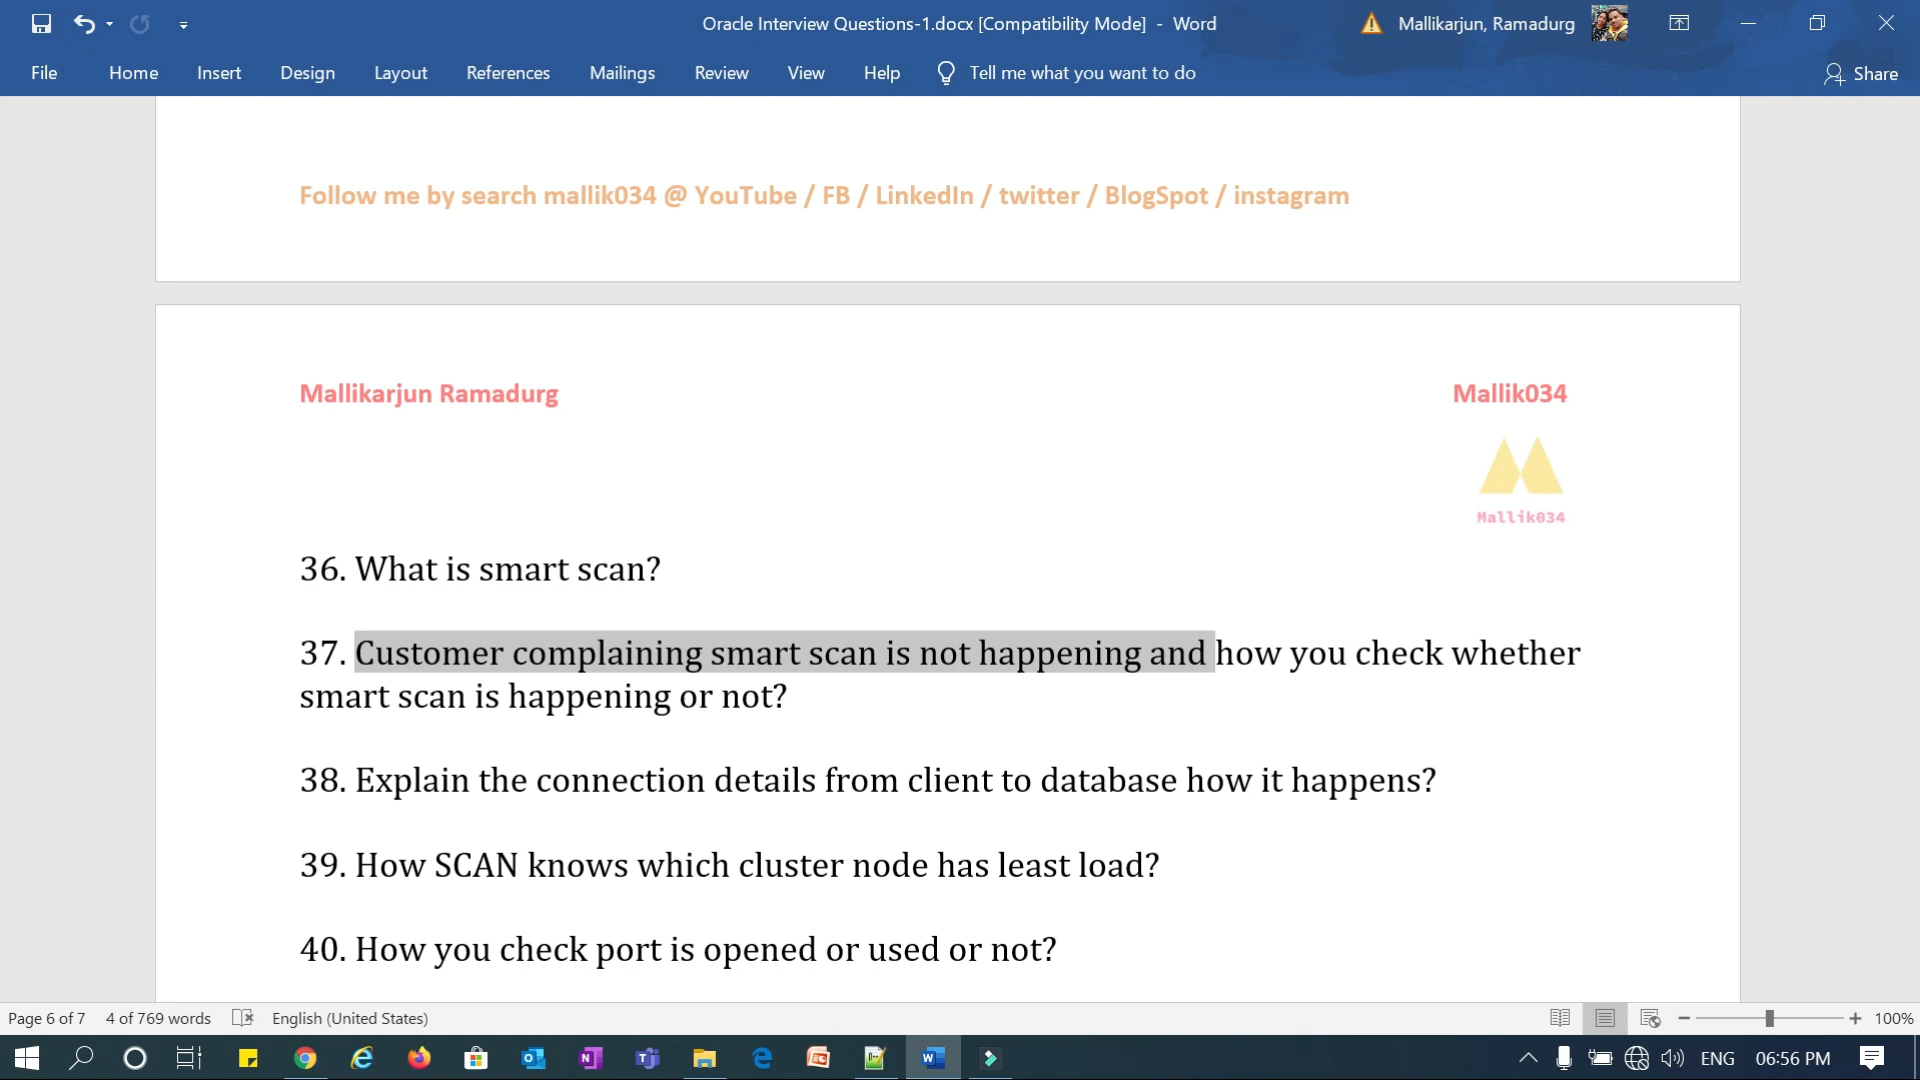 Oracle Interview Questions-1.docx [Compatibility Mode] - Word
Mallikarjun, Ramadurg
File Home Insert Design Layout References Mailings Review View Help Tell me what you want to do Share
Follow me by search mallik034 @ YouTube / FB / LinkedIn / twitter / BlogSpot / instagram
Mallikarjun Ramadurg Mallik034
Mallik034
36. What is smart scan?
37. Customer complaining smart scan is not happening and how you check whether
smart scan is happening or not?
38. Explain the connection details from client to database how it happens?
39. How SCAN knows which cluster node has least load?
40. How you check port is opened or used or not?
Page 6 of 7 4 of 769 words English (United States) 100%
ENG 06:56 PM